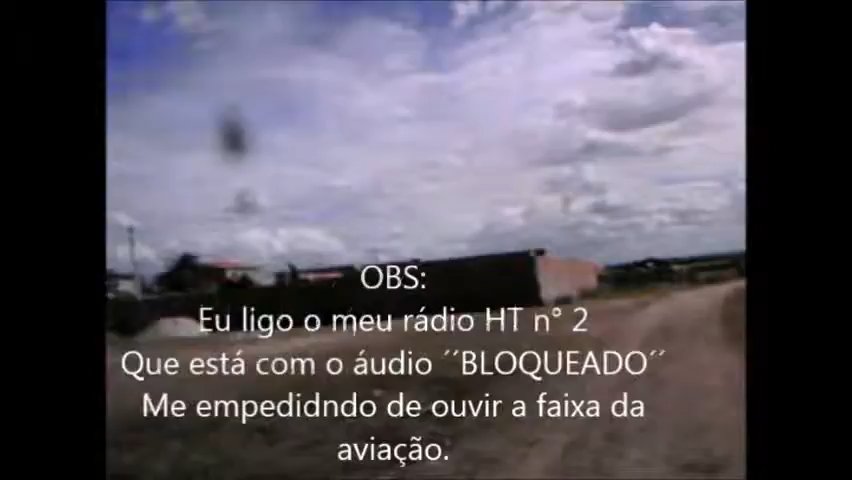 OBS:
Eu ligo o meu rádio HT n° 2
Que está com o áudio ´´BLOQUEADO´´
Me empedidndo de ouvir a faixa da
aviação.